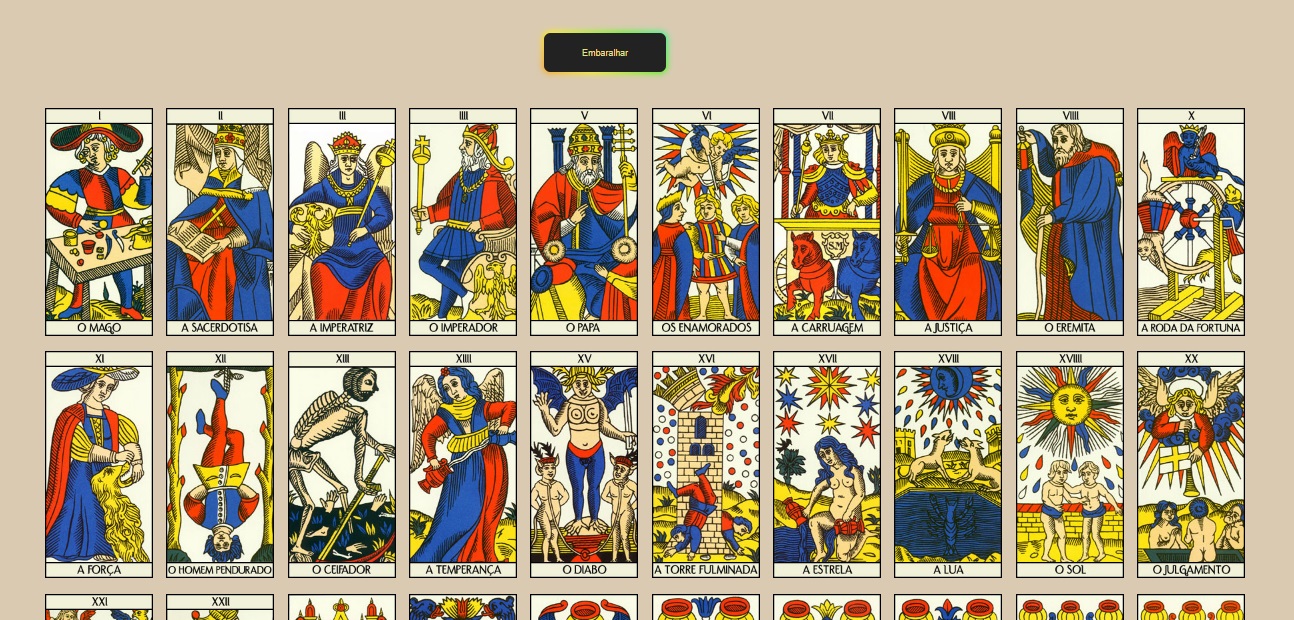 Embaralhar
I
II
III
IIII
V
VI
VII
VIII
VIIII
X
S.M
O MAGO
A SACERDOTISA
A IMPERATRIZ
O IMPERADOR
O PAPA
OS ENAMORADOS
A CARRUAGEM
A JUSTIÇA
O EREMITA
A RODA DA FORTUNA
XI
XII
XIII
XIIII
XV
XVI
XVII
XVIII
XVIIII
XX
A FORÇA
O HOMEM PENDURADO
O CEIFADOR
A TEMPERANÇA
O DIABO
A TORRE FULMINADA
A ESTRELA
A LUA
O SOL
O JULGAMENTO
XXI
XXII